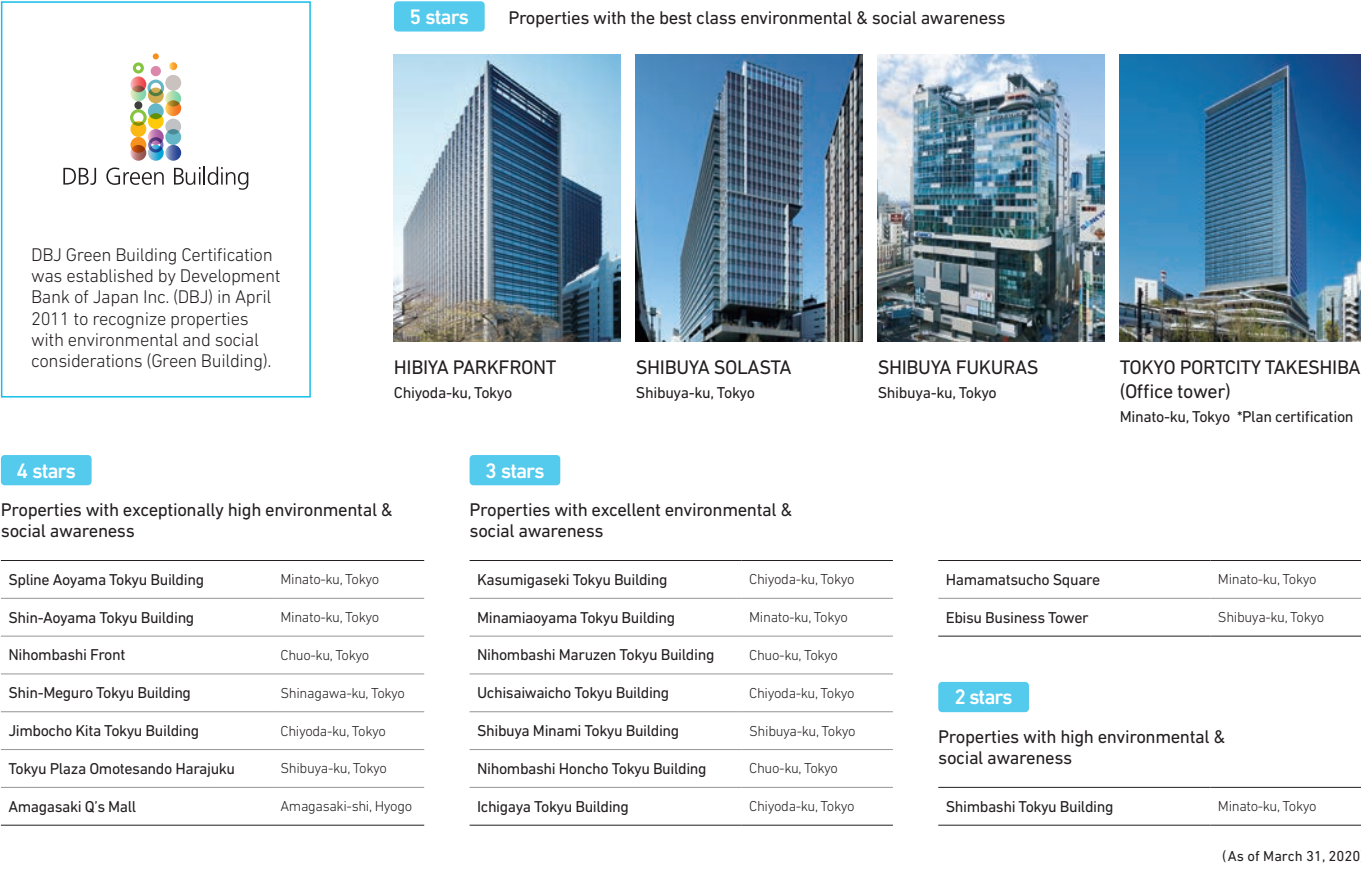 DBJ Green Building
DBJ Green Building Certification
was established by Development
Bank of Japan Inc. (DBJ) in April
2011 to recognize properties
with environmental and social
considerations (Green Building).
5 stars Properties with the best class environmental & social awareness
HIBIYA PARKFRONT
Chiyoda-ku, Tokyo
SHIBUYA SOLASTA
Shibuya-ku, Tokyo
SHIBUYA FUKURAS
Shibuya-ku, Tokyo
TOKYO PORTCITY TAKESHIBA
(Office tower)
Minato-ku, Tokyo *Plan certification
4 stars
Properties with exceptionally high environmental &
social awareness
Spline Aoyama Tokyu Building Minato-ku, Tokyo
Shin-Aoyama Tokyu Building Minato-ku, Tokyo
Nihombashi Front Chuo-ku, Tokyo
Shin-Meguro Tokyu Building Shinagawa-ku, Tokyo
Jimbocho Kita Tokyu Building Chiyoda-ku, Tokyo
Tokyu Plaza Omotesando Harajuku Shibuya-ku, Tokyo
Amagasaki Q's Mall Amagasaki-shi, Hyogo
3 stars
Properties with excellent environmental &
social awareness
Kasumigaseki Tokyu Building Chiyoda-ku, Tokyo
Minamiaoyama Tokyu Building Minato-ku, Tokyo
Nihombashi Maruzen Tokyu Building Chuo-ku, Tokyo
Uchisaiwaicho Tokyu Building Chiyoda-ku, Tokyo
Shibuya Minami Tokyu Building Shibuya-ku, Tokyo
Nihombashi Honcho Tokyu Building Chuo-ku, Tokyo
Ichigaya Tokyu Building Chiyoda-ku, Tokyo
Hamamatsucho Square Minato-ku, Tokyo
Ebisu Business Tower Shibuya-ku, Tokyo
2 stars
Properties with high environmental &
social awareness
Shimbashi Tokyu Building Minato-ku, Tokyo
(As of March 31, 2020